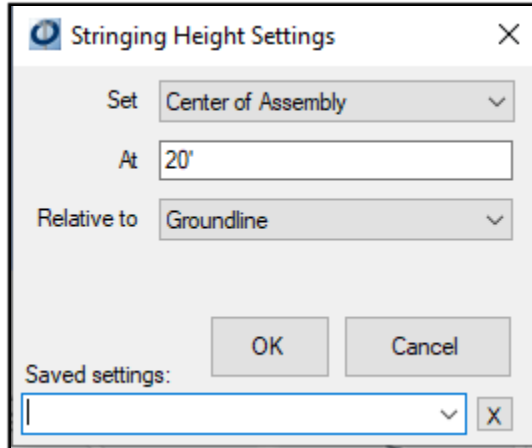 Stringing Height Settings
Set Center of Assembly
At 20'
Relative to Groundline
OK Cancel
Saved settings:
X